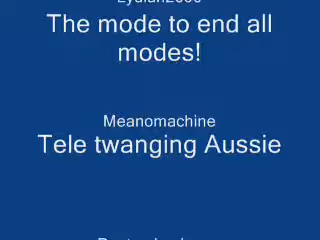 The mode to end all
modes!
Meanomachine
Tele twanging Aussie